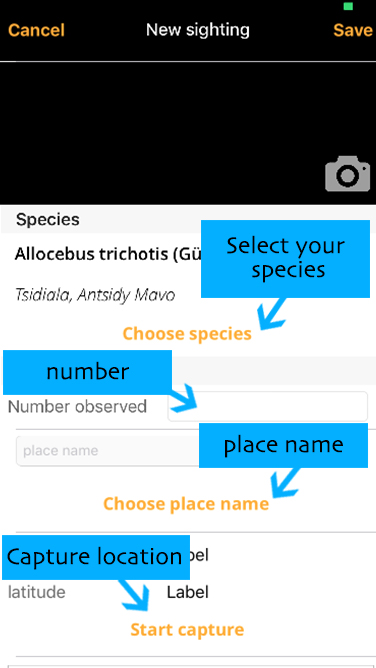 Cancel New sighting Save
Species
Allocebus trichotis (Gü
Select your
species
Tsidiala, Antsidy Mavo
Choose species
number
Number observed
place name
place name
Choose place name
Capture location
bel
latitude Label
Start capture